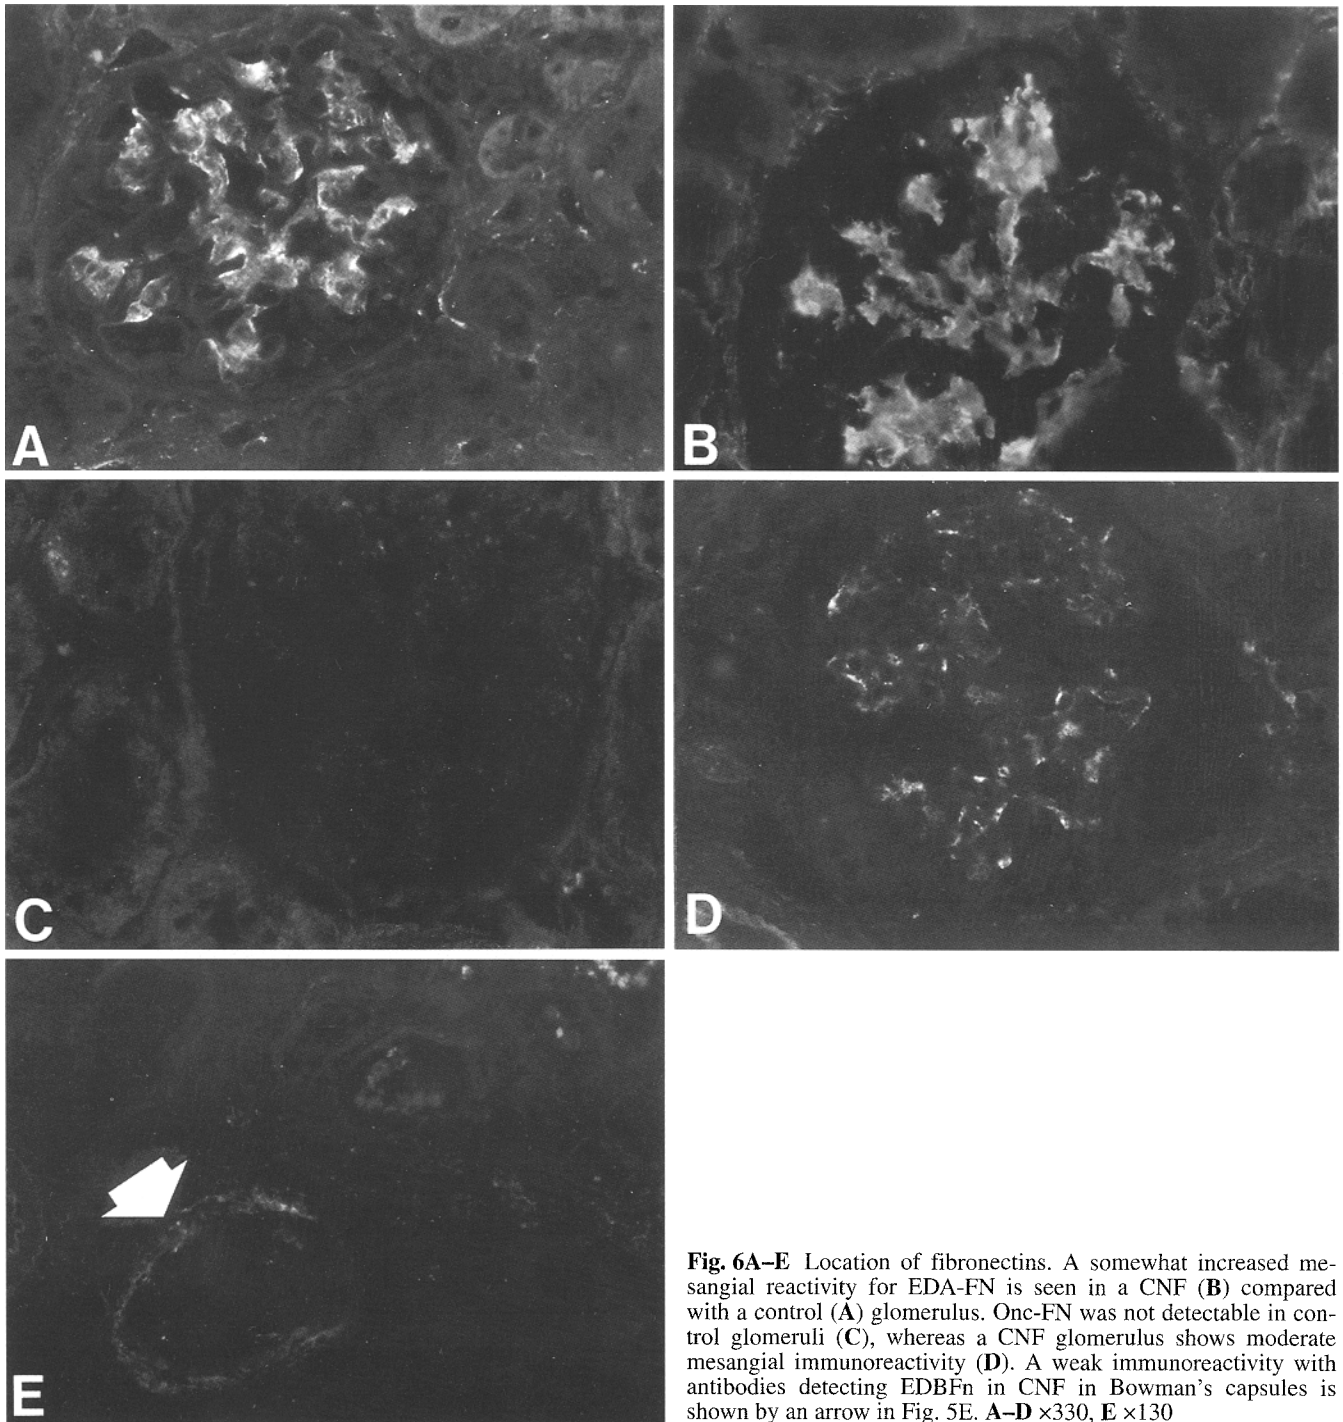 A
B
C
D
E
Fig. 6A–E Location of fibronectins. A somewhat increased me-
sangial reactivity for EDA-FN is seen in a CNF (B) compared
with a control (A) glomerulus. Onc-FN was not detectable in con-
trol glomeruli (C), whereas a CNF glomerulus shows moderate
mesangial immunoreactivity (D). A weak immunoreactivity with
antibodies detecting EDBFn in CNF in Bowman's capsules is
shown by an arrow in Fig. 5E. A–D ×330, E ×130